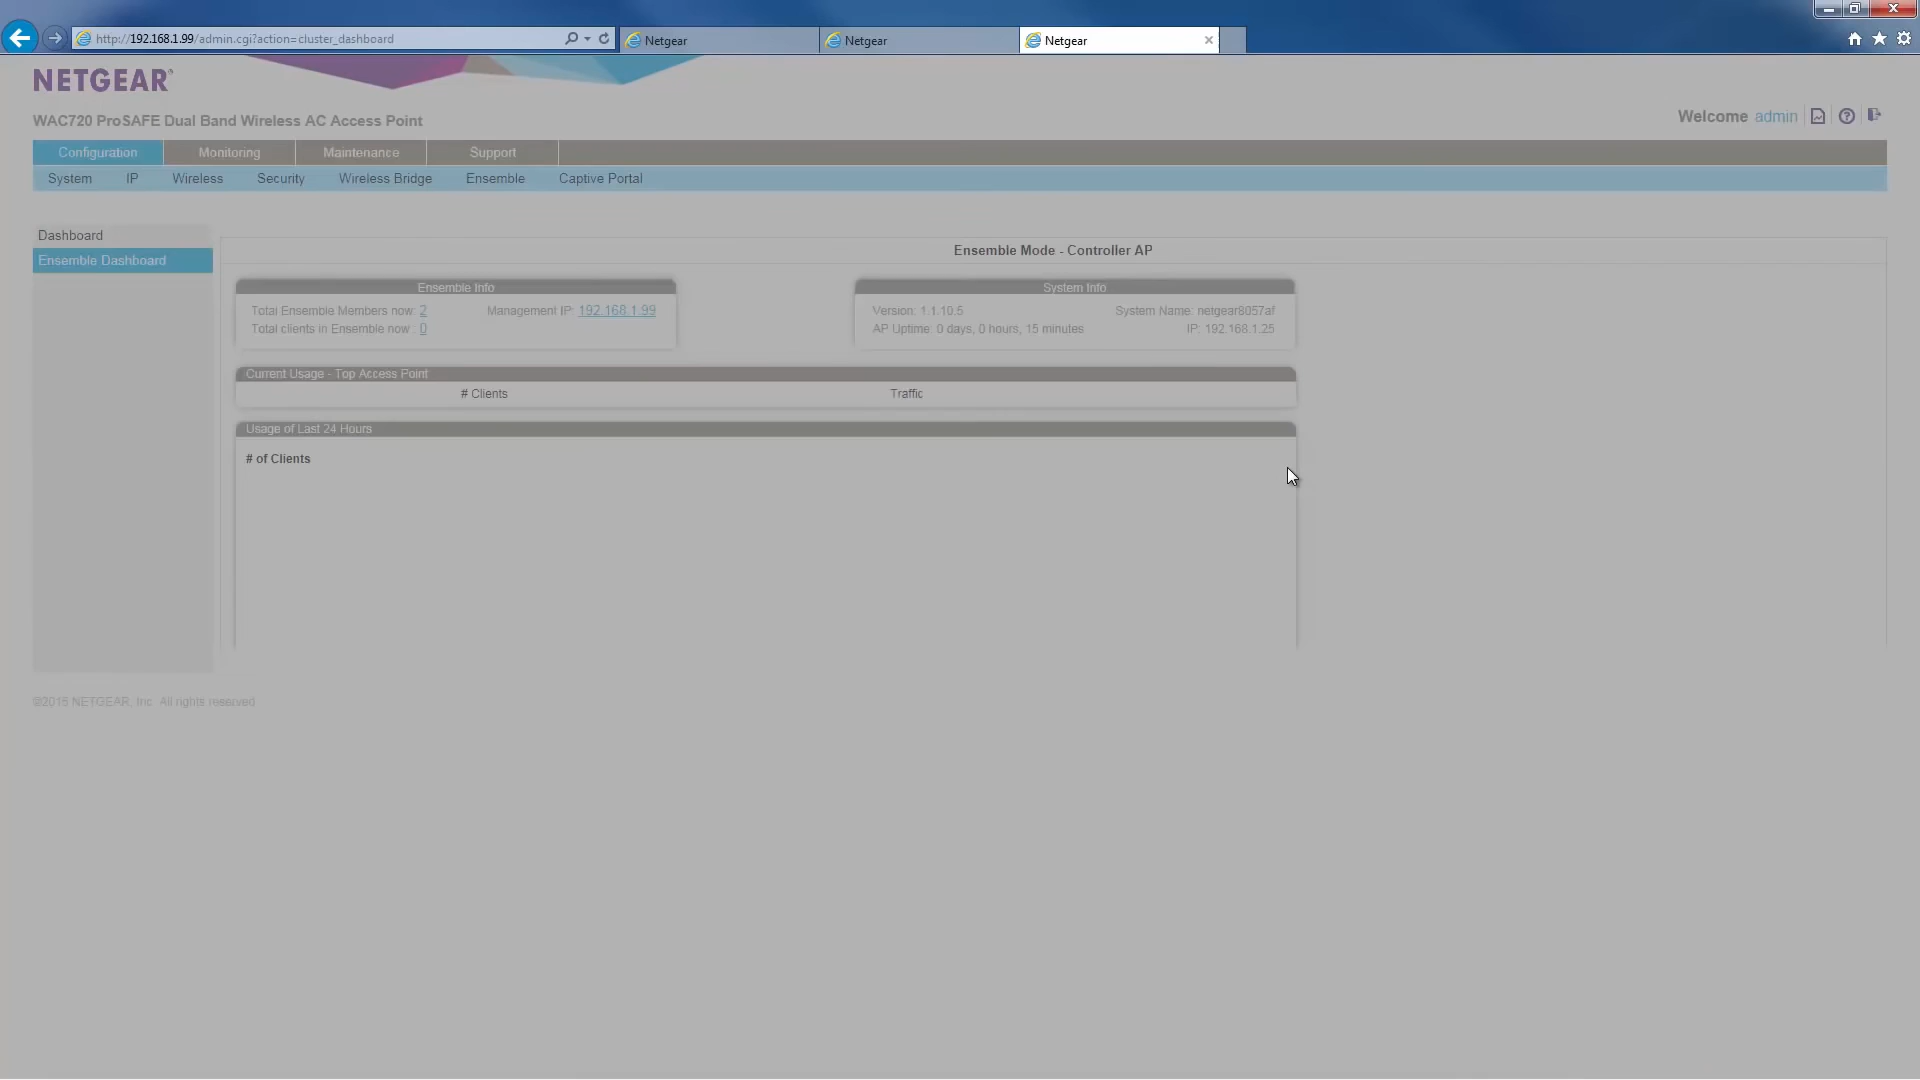 http://192.168.1.99/admin.cgi?action=cluster_dashboard
Netgear
Netgear
Netgear
NETGEAR®
WAC720 ProSAFE Dual Band Wireless AC Access Point
Welcome admin
Configuration Monitoring Maintenance Support
System IP Wireless Security Wireless Bridge Ensemble Captive Portal
Dashboard
Ensemble Dashboard
Ensemble Mode - Controller AP
Ensemble Info
Total Ensemble Members now: 2 Management IP: 192.168.1.99
Total clients in Ensemble now : 0
System Info
Version: 1.1.10.5 System Name: netgear8057af
AP Uptime: 0 days, 0 hours, 15 minutes IP: 192.168.1.25
Current Usage - Top Access Point
# Clients Traffic
Usage of Last 24 Hours
# of Clients
©2015 NETGEAR, Inc. All rights reserved